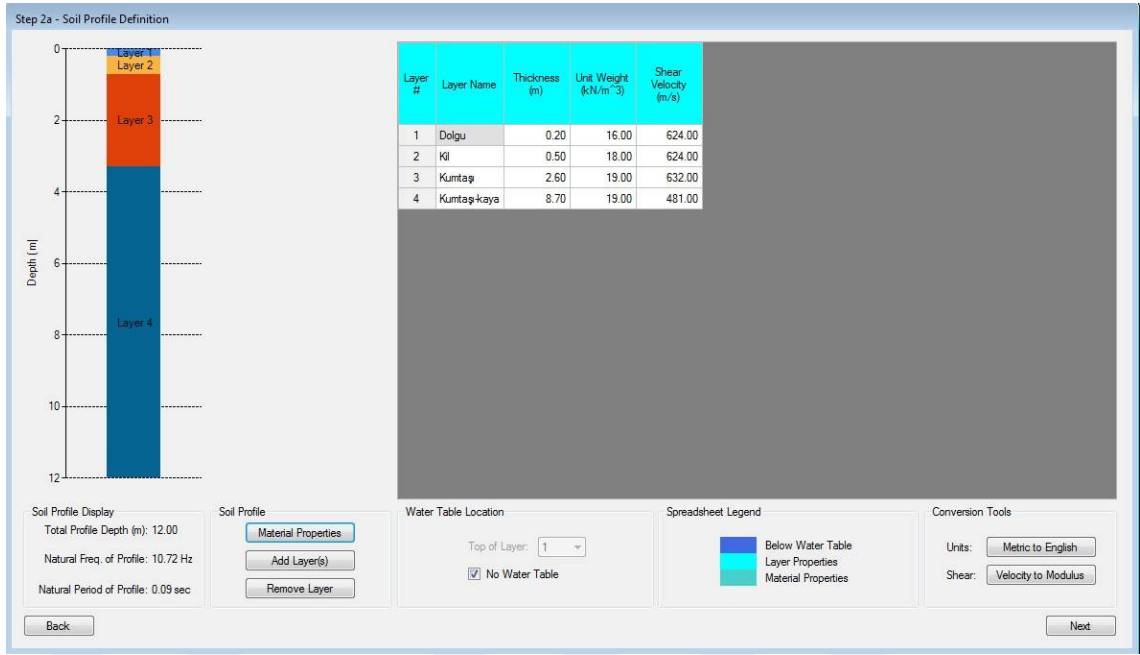 Step 2a - Soil Profile Definition
0
2
4
6
8
10
12
Depth [m]
Layer 1
Layer 2
Layer 3
Layer 4
Layer # Layer Name Thickness (m) Unit Weight (kN/m^3) Shear Velocity (m/s)
1 Dolgu 0.20 16.00 624.00
2 Kil 0.50 18.00 624.00
3 Kumtaşı 2.60 19.00 632.00
4 Kumtaşı-kaya 8.70 19.00 481.00
Soil Profile Display
Total Profile Depth (m): 12.00
Natural Freq. of Profile: 10.72 Hz
Natural Period of Profile: 0.09 sec
Soil Profile
Material Properties
Add Layer(s)
Remove Layer
Water Table Location
Top of Layer: 1
No Water Table
Spreadsheet Legend
Below Water Table
Layer Properties
Material Properties
Conversion Tools
Units: Metric to English
Shear: Velocity to Modulus
Back
Next